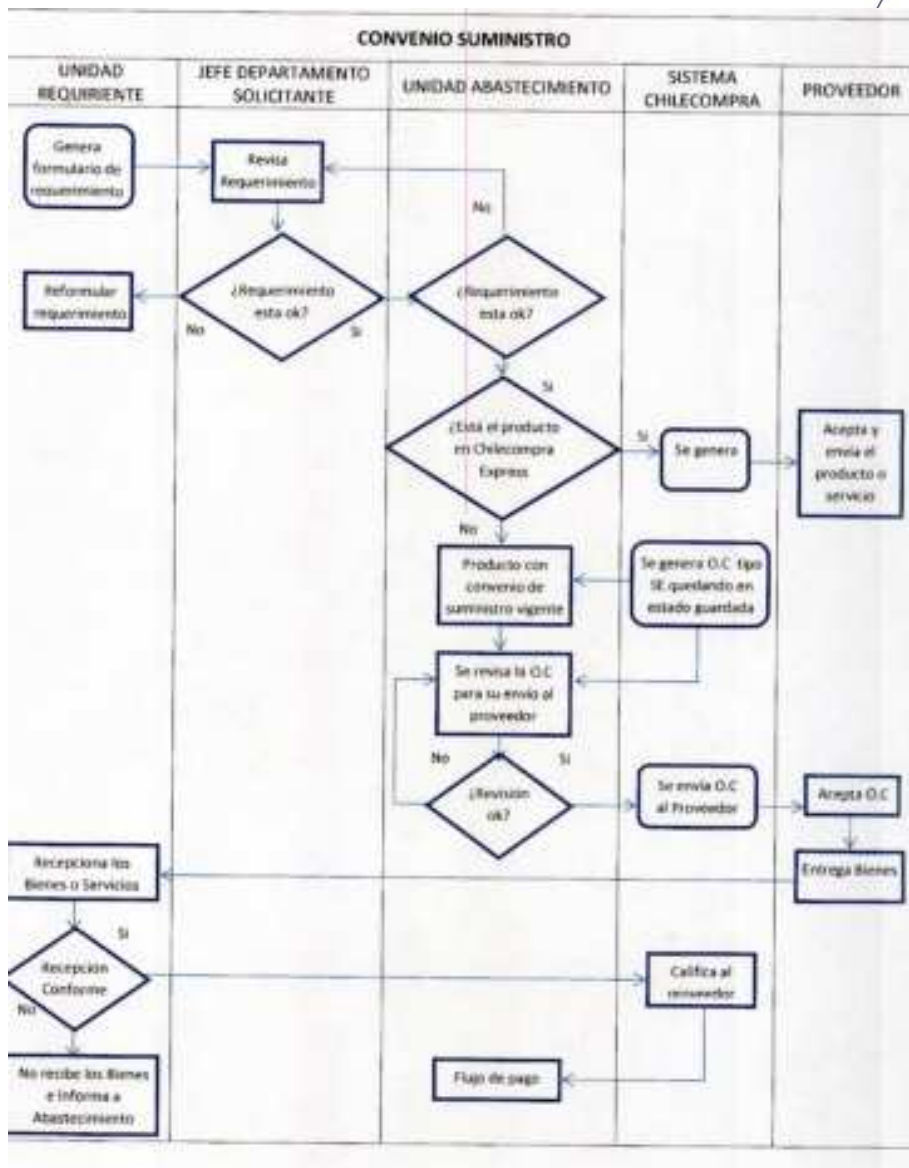 CONVENIO SUMINISTRO
UNIDAD
REQUIRIENTE
JEFE DEPARTAMENTO
SOLICITANTE
UNIDAD ABASTECIMIENTO
SISTEMA
CHILECOMPRA
PROVEEDOR
Genera
formulario de
requerimiento
Revisa
Requerimiento
No
Reformular
requerimiento
¿Requerimiento
esta ok?
No
Si
¿Requerimiento
esta ok?
Si
¿Está el producto
en Chilecompra
Express
Si
Se genera
Acepta y
envia el
producto o
servicio
No
Producto con
convenio de
suministro vigente
Se genera O.C tipo
SE quedando en
estado guardada
Se revisa la O.C
para su envio al
proveedor
No
Si
¿Revisión
ok?
Se envia O.C
al Proveedor
Acepta O.C
Recepciona los
Bienes o Servicios
Entrega Bienes
Si
Recepción
Conforme
No
Califica al
No recibe los Bienes
e informa a
Abastecimiento
Flujo de pago